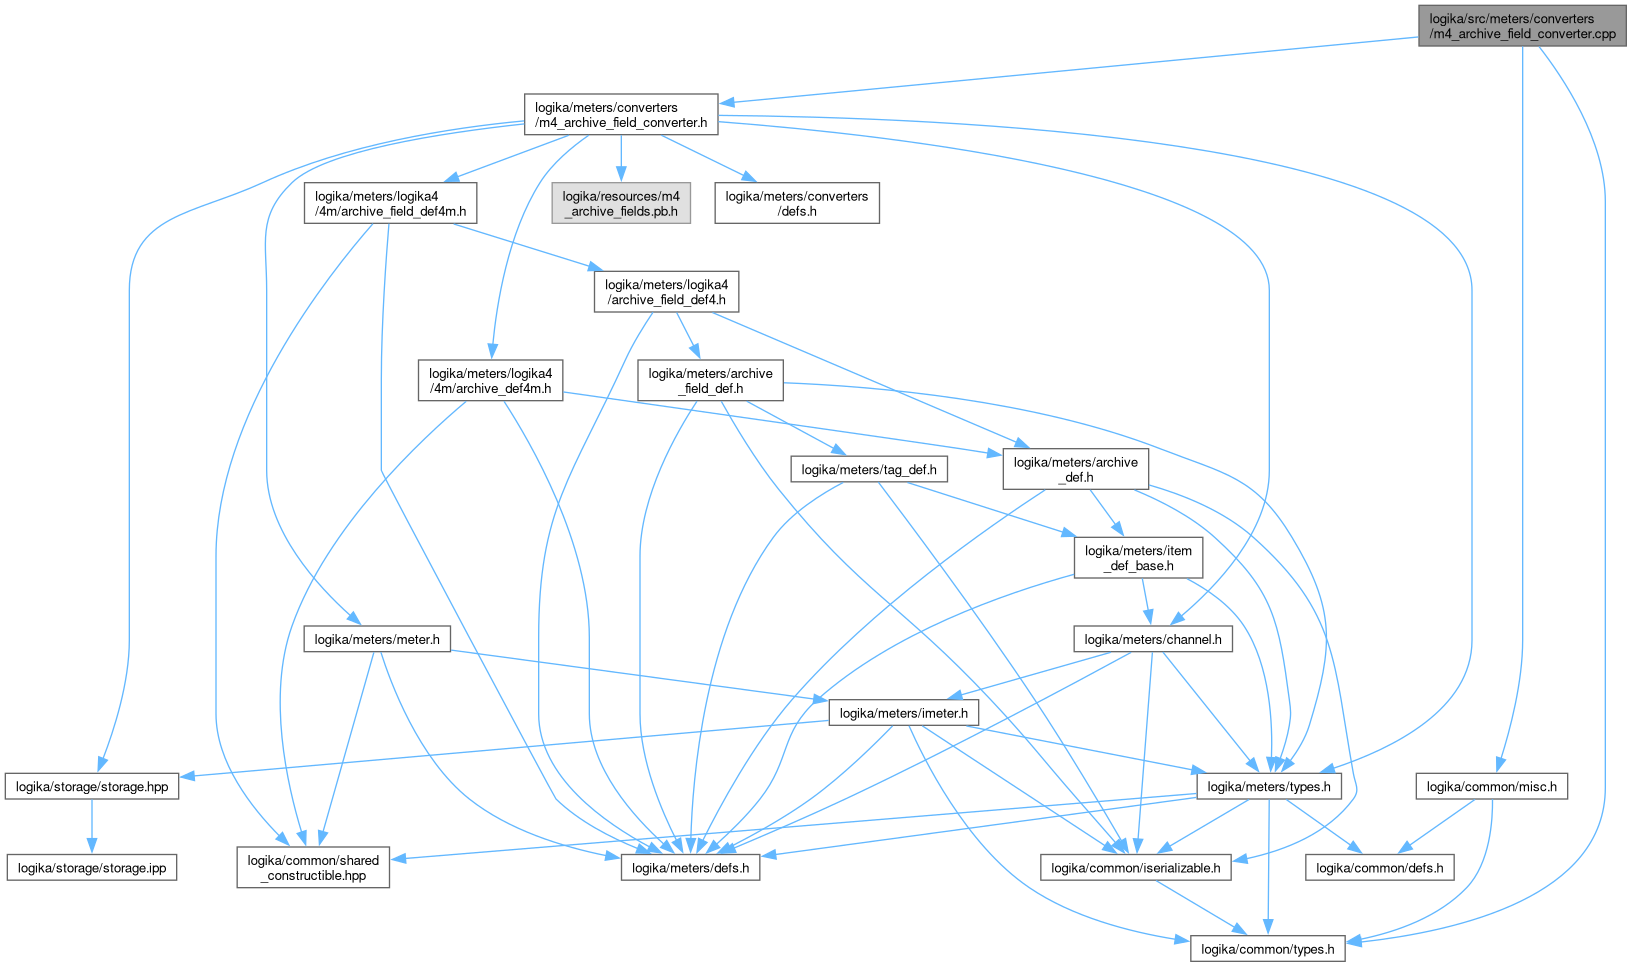 logika/src/meters/converters
/m4_archive_field_converter.cpp
logika/meters/converters
/m4_archive_field_converter.h
logika/meters/logika4
/4m/archive_field_def4m.h
logika/resources/m4
_archive_fields.pb.h
logika/meters/converters
/defs.h
logika/meters/logika4
/archive_field_def4.h
logika/meters/logika4
/4m/archive_def4m.h
logika/meters/archive
_field_def.h
logika/meters/tag_def.h
logika/meters/archive
_def.h
logika/meters/item
_def_base.h
logika/meters/meter.h
logika/meters/channel.h
logika/meters/imeter.h
logika/storage/storage.hpp
logika/meters/types.h
logika/common/misc.h
logika/storage/storage.ipp
logika/common/shared
_constructible.hpp
logika/meters/defs.h
logika/common/iserializable.h
logika/common/defs.h
logika/common/types.h